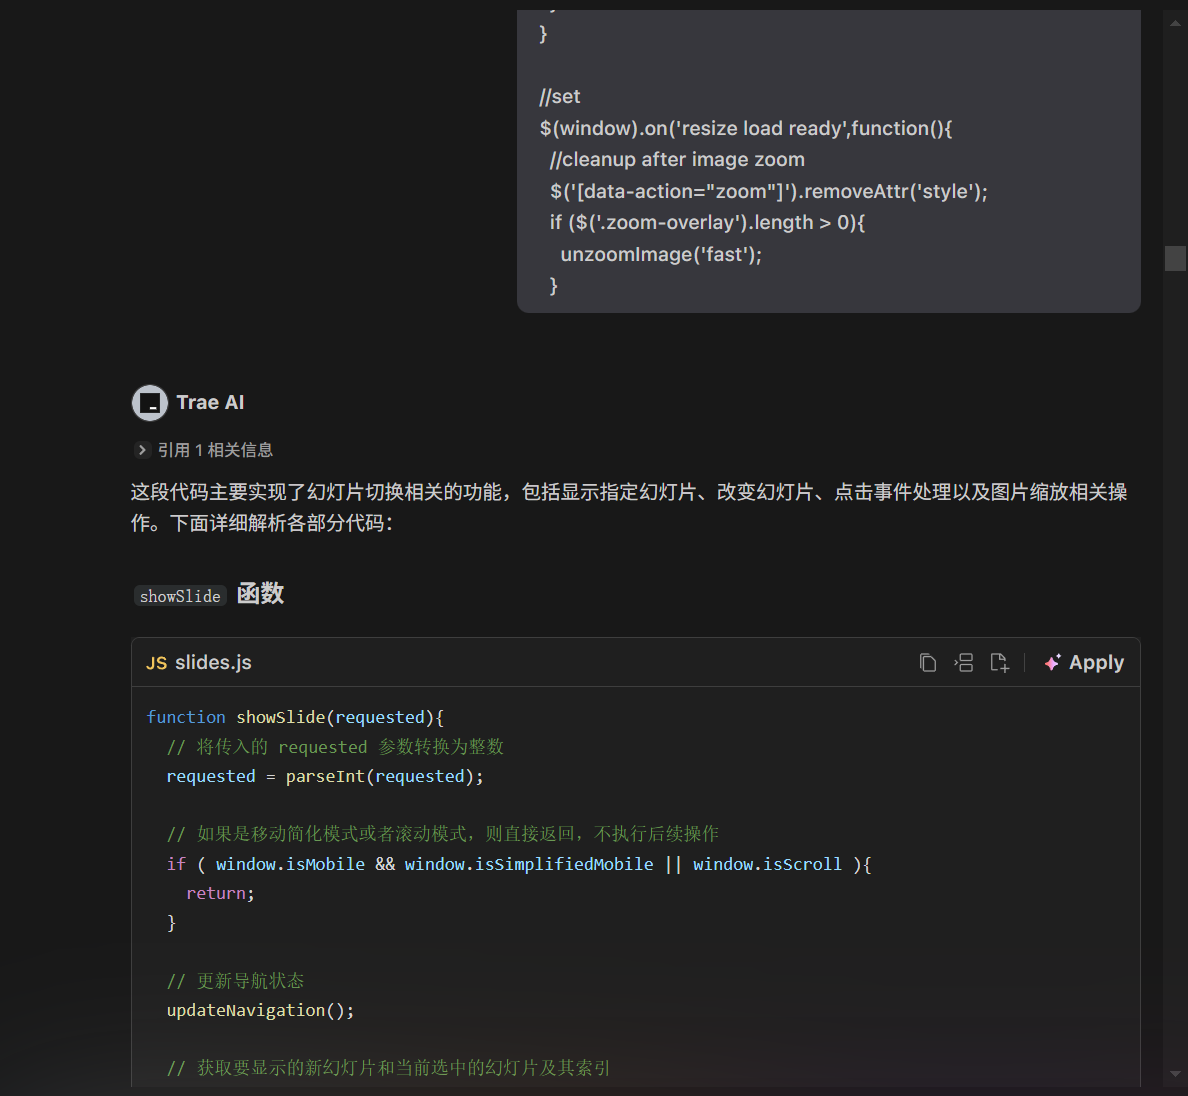 }
//set
$(window).on('resize load ready',function(){
//cleanup after image zoom
$('[data-action="zoom"]').removeAttr('style');
if ($('.zoom-overlay').length > 0){
unzoomImage('fast');
}
Trae AI
引用 1 相关信息
这段代码主要实现了幻灯片切换相关的功能，包括显示指定幻灯片、改变幻灯片、点击事件处理以及图片缩放相关操
作。下面详细解析各部分代码：
showSlide 函数
JS slides.js Apply
function showSlide(requested){
// 将传入的 requested 参数转换为整数
requested = parseInt(requested);
// 如果是移动简化模式或者滚动模式，则直接返回，不执行后续操作
if ( window.isMobile && window.isSimplifiedMobile || window.isScroll ){
return;
}
// 更新导航状态
updateNavigation();
// 获取要显示的新幻灯片和当前选中的幻灯片及其索引